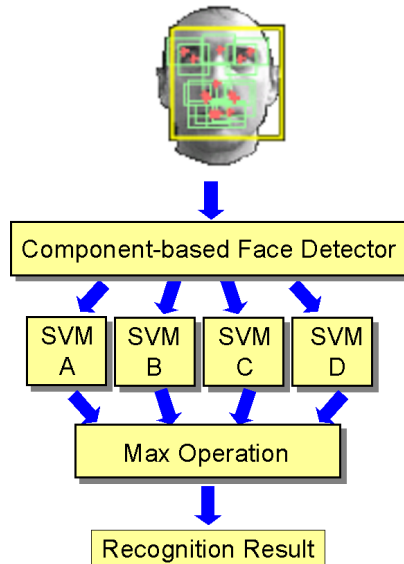 Component-based Face Detector
SVM
A
SVM
B
SVM
C
SVM
D
Max Operation
Recognition Result